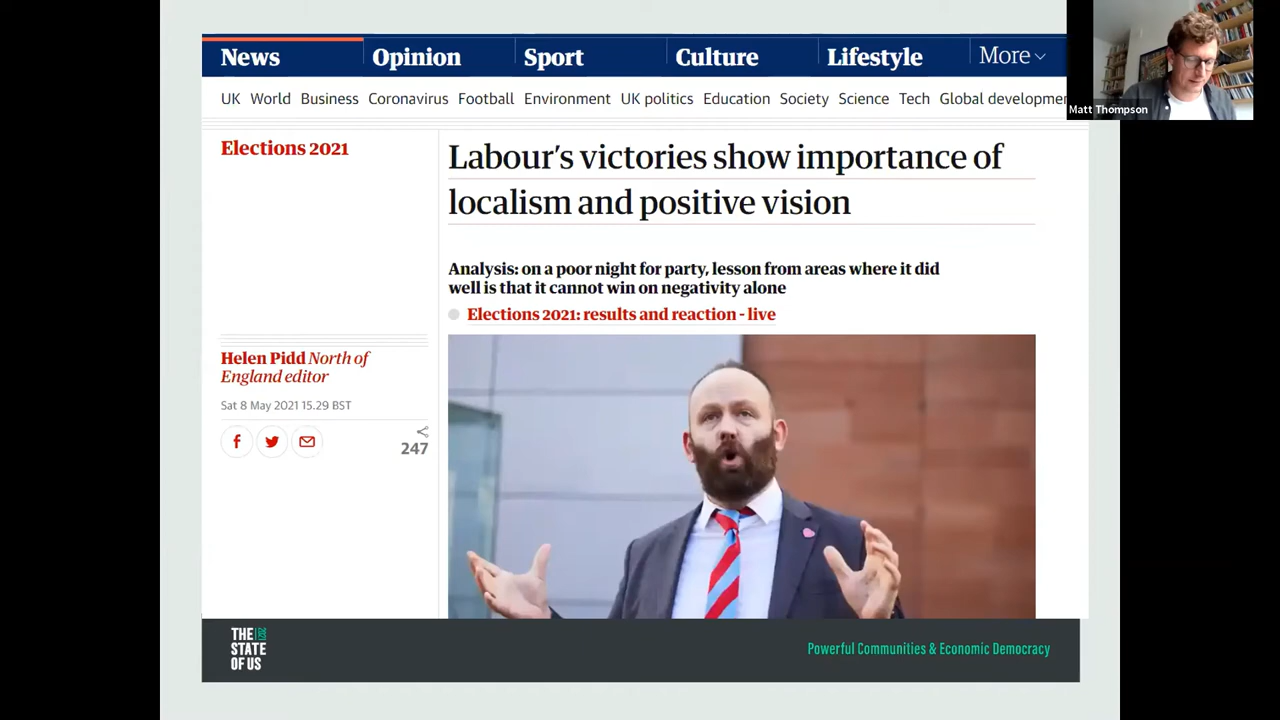 News Opinion Sport Culture Lifestyle More
UK World Business Coronavirus Football Environment UK politics Education Society Science Tech Global developmer
Matt Thompson
Elections 2021
Labour's victories show importance of
localism and positive vision
Analysis: on a poor night for party, lesson from areas where it did
well is that it cannot win on negativity alone
Elections 2021: results and reaction - live
Helen Pidd North of
England editor
Sat 8 May 2021 15.29 BST
247
THE
STATE
OF US
Powerful Communities & Economic Democracy